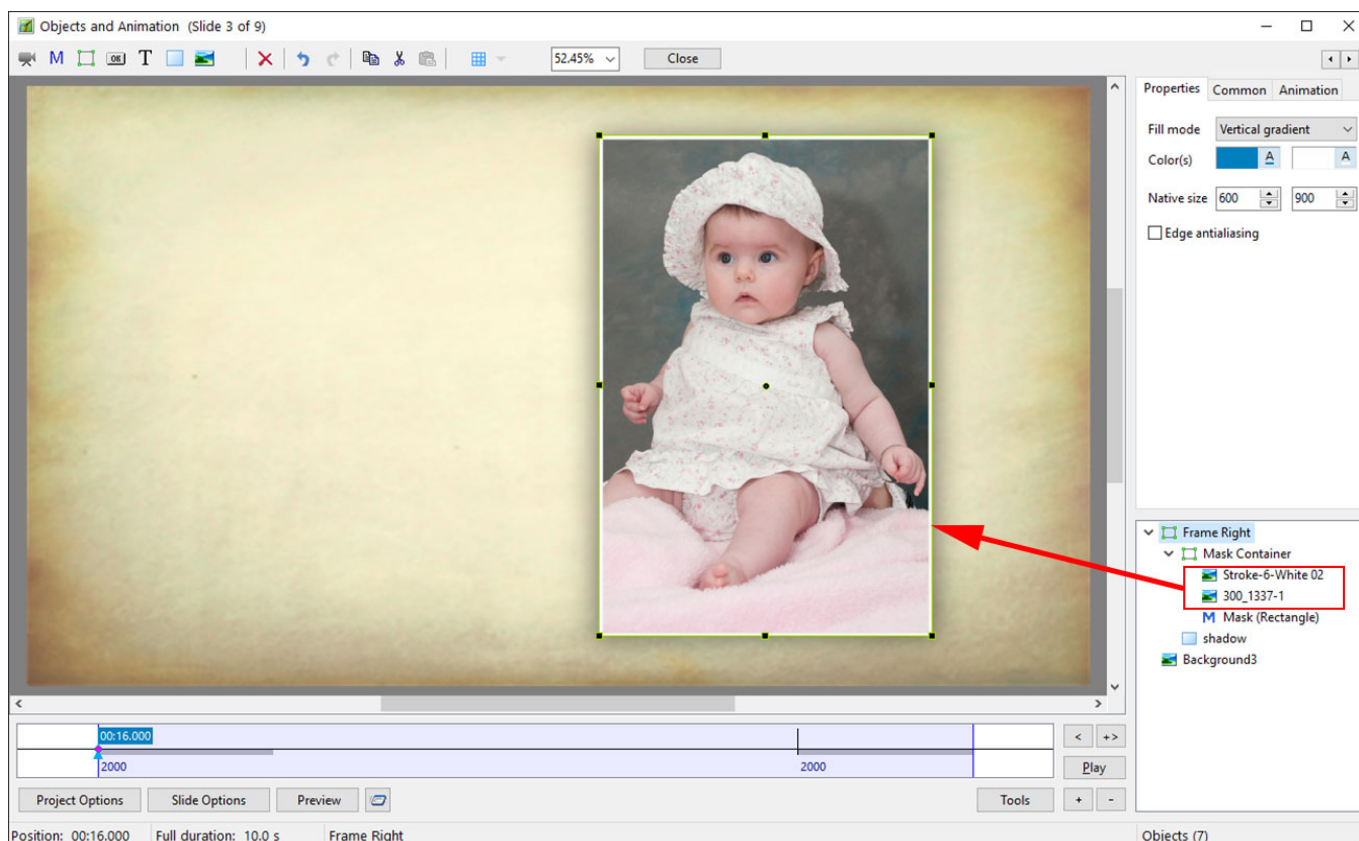 Objects and Animation (Slide 3 of 9)
M OK T 52.45% Close
Properties Common Animation
Fill mode Vertical gradient
Color(s) A A
Native size 600 900
Edge antialiasing
Frame Right
Mask Container
Stroke-6-White 02
300_1337-1
M Mask (Rectangle)
shadow
Background3
00:16.000
2000 2000
< +>
Play
Project Options Slide Options Preview Tools + -
Position: 00:16.000 Full duration: 10.0 s Frame Right Objects (7)